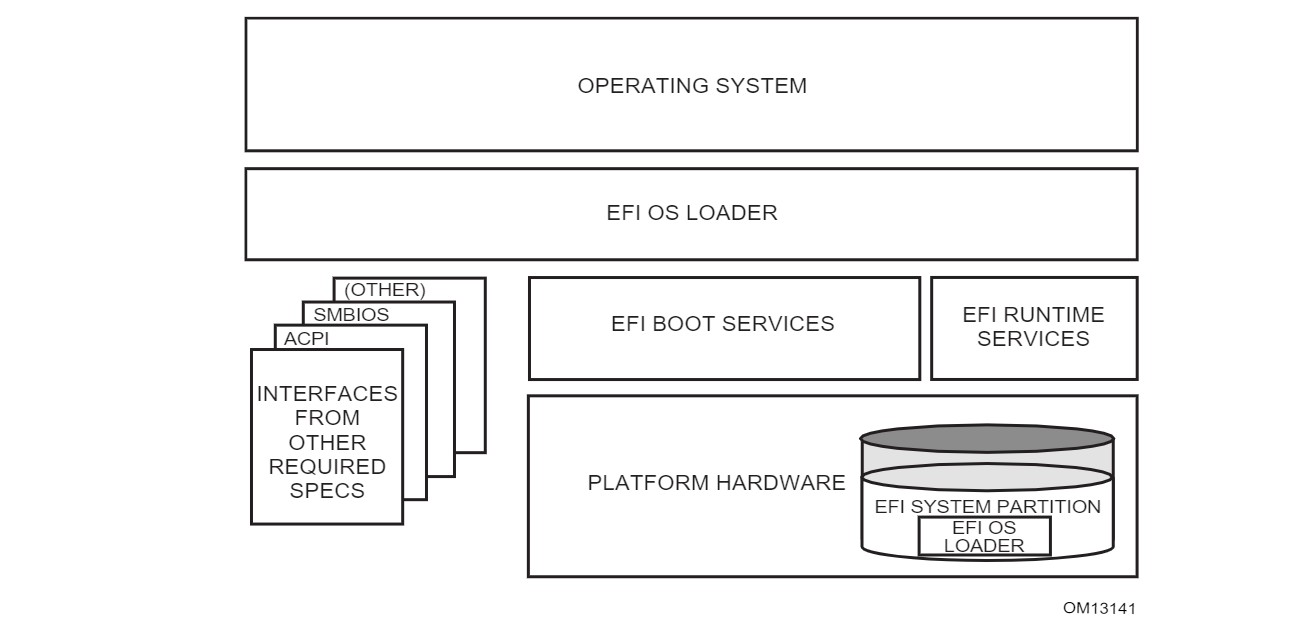 OPERATING SYSTEM
EFI OS LOADER
(OTHER)
SMBIOS
ACPI
INTERFACES
FROM
OTHER
REQUIRED
SPECS
EFI BOOT SERVICES
EFI RUNTIME
SERVICES
PLATFORM HARDWARE
EFI SYSTEM PARTITION
EFI OS
LOADER
OM13141